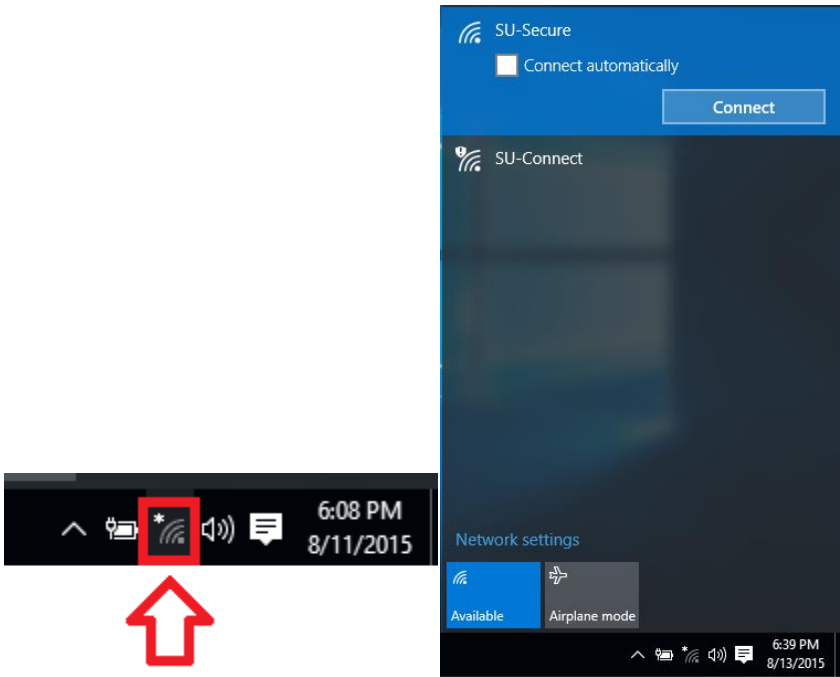 6:08 PM
8/11/2015
SU-Secure
Connect automatically
Connect
SU-Connect
Network settings
Available
Airplane mode
6:39 PM
8/13/2015